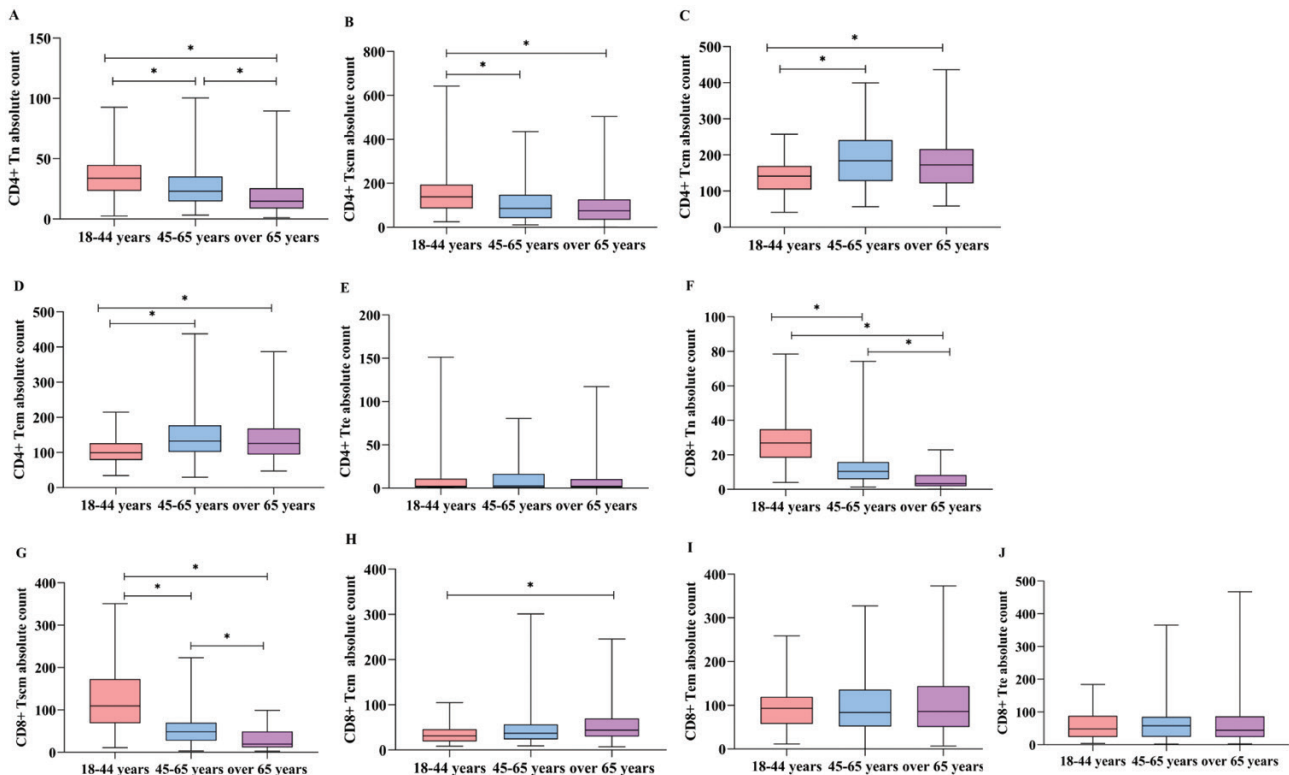 A
CD4+ Tn absolute count
150
100
50
0
*
*
*
18-44 years 45-65 years over 65 years
B
CD4+ Tscm absolute count
800
600
400
200
0
*
*
18-44 years 45-65 years over 65 years
C
CD4+ Tcm absolute count
500
400
300
200
100
0
*
*
18-44 years 45-65 years over 65 years
D
CD4+ Tem absolute count
500
400
300
200
100
0
*
*
18-44 years 45-65 years over 65 years
E
CD4+ Tte absolute count
200
150
100
50
0
18-44 years 45-65 years over 65 years
F
CD8+ Tn absolute count
100
80
60
40
20
0
*
*
*
18-44 years 45-65 years over 65 years
G
CD8+ Tscm absolute count
400
300
200
100
0
*
*
*
18-44 years 45-65 years over 65 years
H
CD8+ Tcm absolute count
400
300
200
100
0
*
18-44 years 45-65 years over 65 years
I
CD8+ Tem absolute count
400
300
200
100
0
18-44 years 45-65 years over 65 years
J
CD8+ Tte absolute count
500
400
300
200
100
0
18-44 years 45-65 years over 65 years